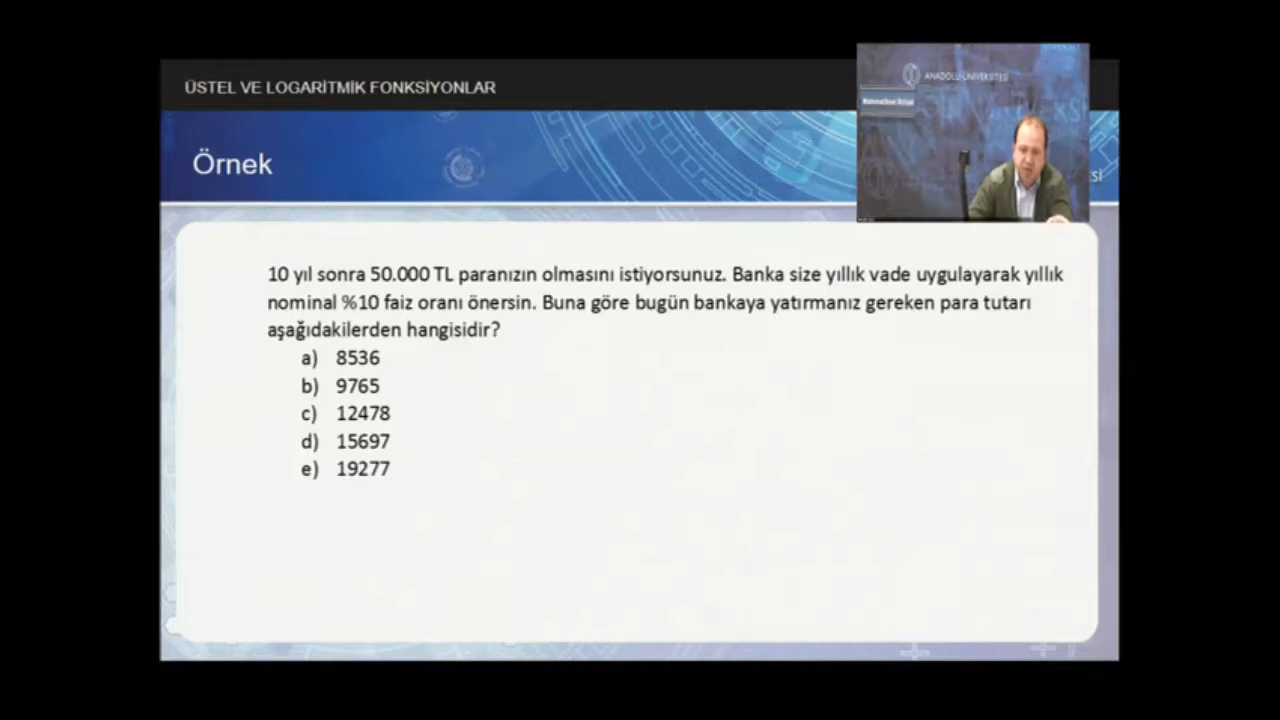 ÜSTEL VE LOGARİTMİK FONKSİYONLAR
ANADOLU ÜNİVERSİTESİ
Örnek
10 yıl sonra 50.000 TL paranızın olmasını istiyorsunuz. Banka size yıllık vade uygulayarak yıllık
nominal %10 faiz oranı önersin. Buna göre bugün bankaya yatırmanız gereken para tutarı
aşağıdakilerden hangisidir?
a) 8536
b) 9765
c) 12478
d) 15697
e) 19277